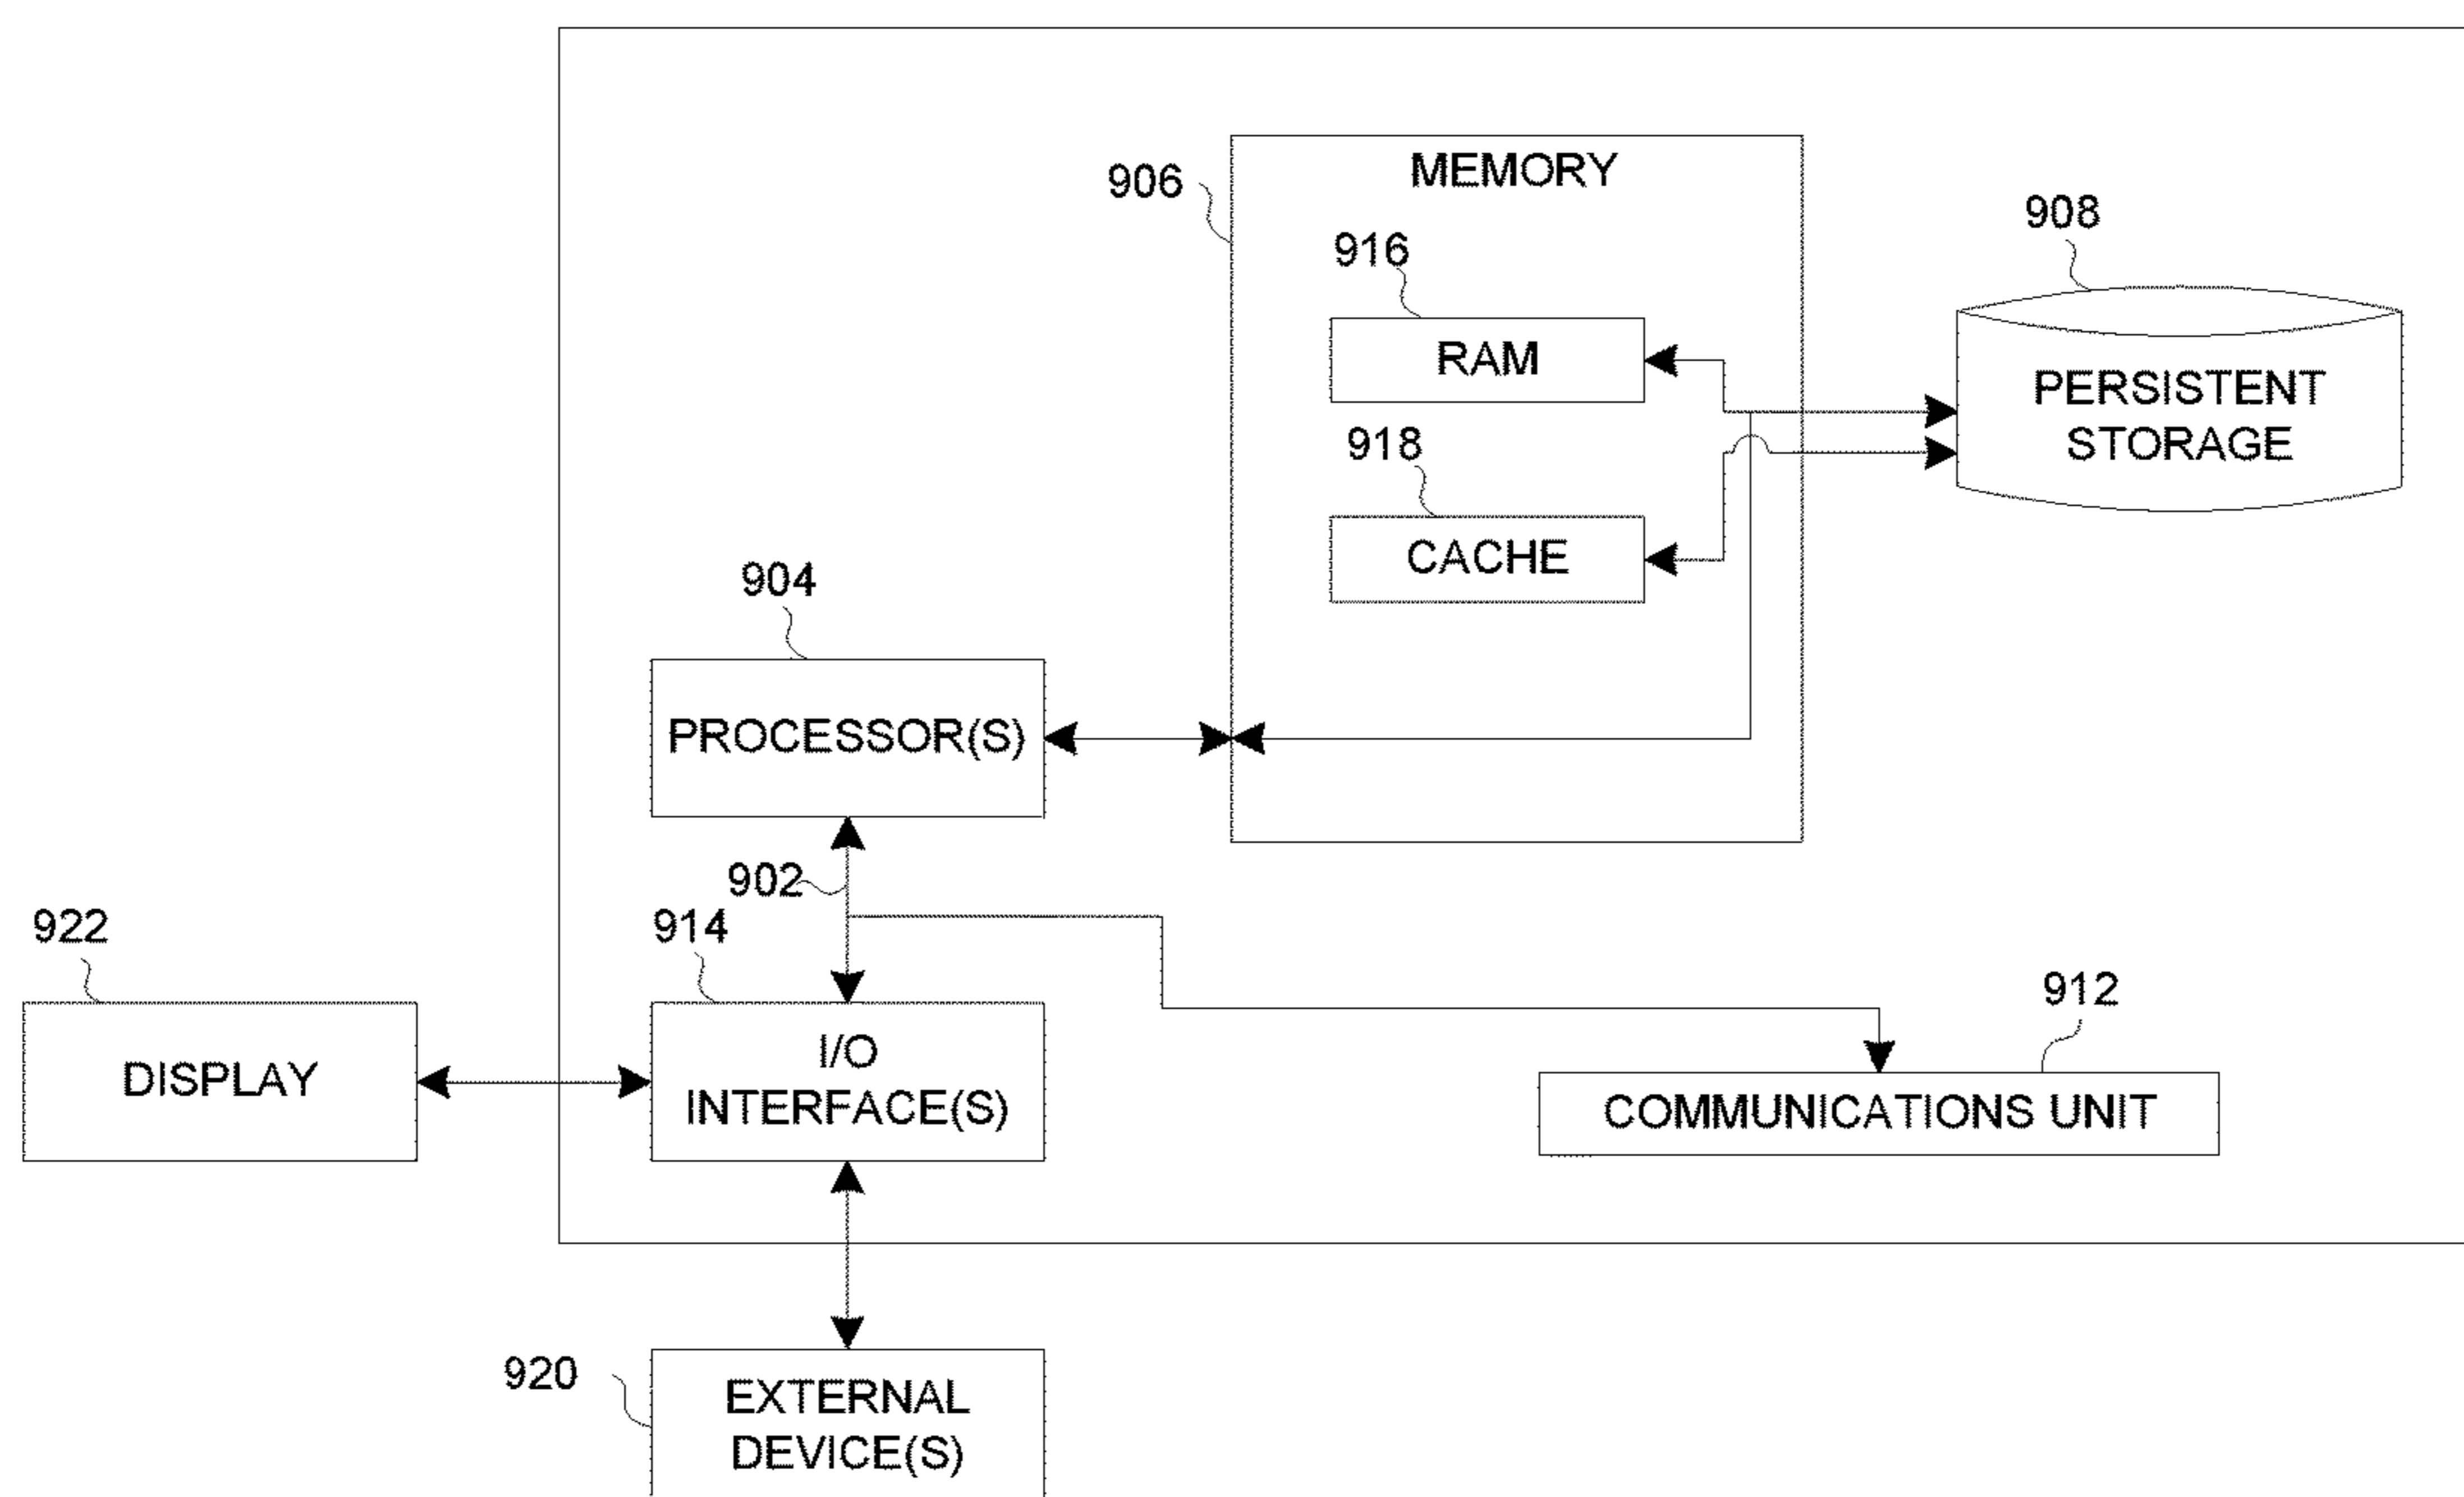 906
MEMORY
908
916
RAM
PERSISTENT
STORAGE
918
CACHE
904
PROCESSOR(S)
902
922
914
912
DISPLAY
I/O
INTERFACE(S)
COMMUNICATIONS UNIT
920
EXTERNAL
DEVICE(S)